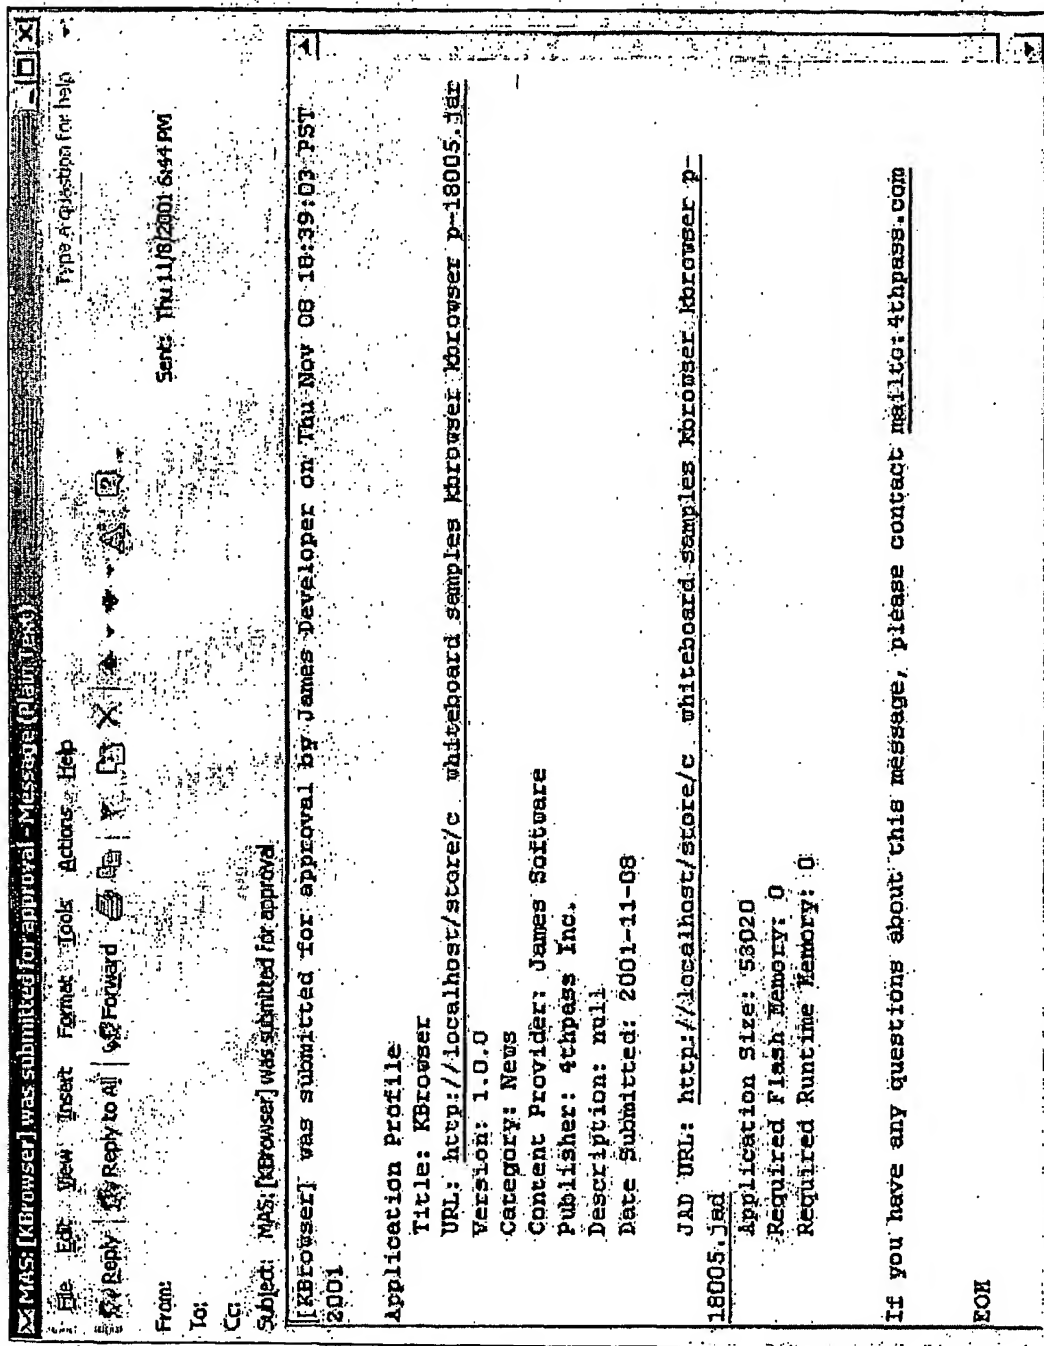 MAS: [KBrowser] was submitted for approval - Message (Plain Text)
File Edit View Insert Format Tools Actions Help
Type a question for help
Reply Reply to All Forward
From:
Sent: Thu 11/8/2001 6:44 PM
To:
Cc:
Subject: MAS: [KBrowser] was submitted for approval
[KBrowser] was submitted for approval by James Developer on Thu Nov 08 18:39:03 PST
2001
Application Profile
Title: KBrowser
URL: http://localhost/store/c whiteboard samples kbrowser kbrowser p-18005.jar
Version: 1.0.0
Category: News
Content Provider: James Software
Publisher: 4thpass Inc.
Description: null
Date Submitted: 2001-11-08
JAD URL: http://localhost/store/c whiteboard samples kbrowser kbrowser p-
18005.jad
Application Size: 53020
Required Flash Memory: 0
Required Runtime Memory: 0
If you have any questions about this message, please contact mailto:4thpass.com
EOM